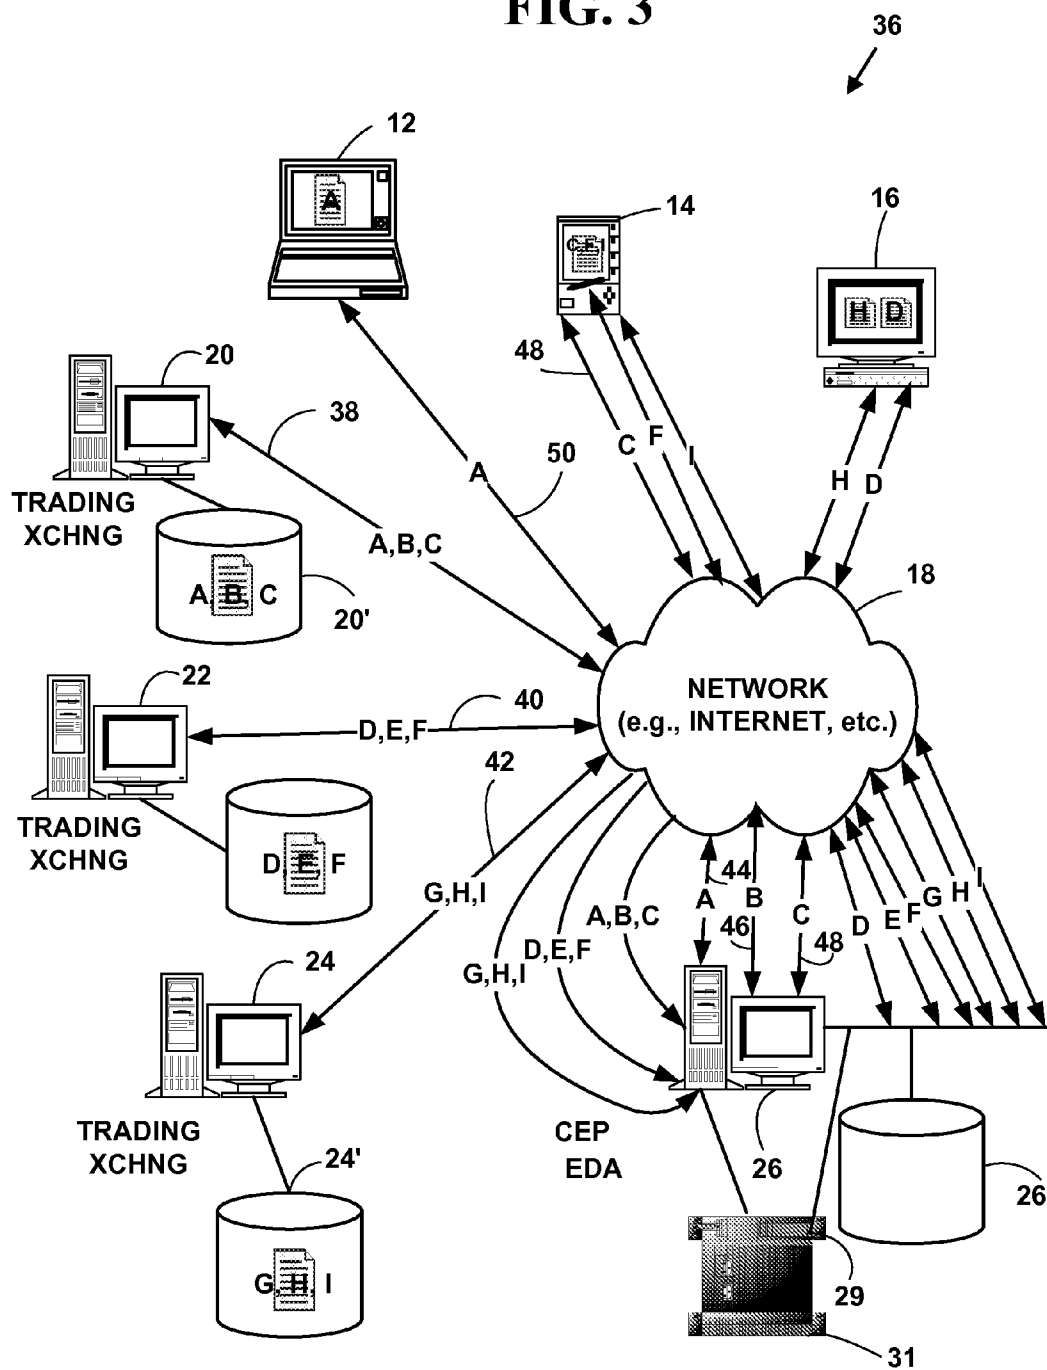 FIG. 3
36
12
A
14
C, F, I
16
H D
20
38
48
C
F
I
A
50
H
D
TRADING
XCHNG
A,B,C
A, B, C
20'
18
22
NETWORK
(e.g., INTERNET, etc.)
D,E,F
40
42
TRADING
XCHNG
D, E, F
G,H,I
A,B,C
D,E,F
G,H,I
A
44
B
46
C
48
D
E
F
G
H
I
24
TRADING
XCHNG
24'
G, H, I
CEP
EDA
26
26
29
31